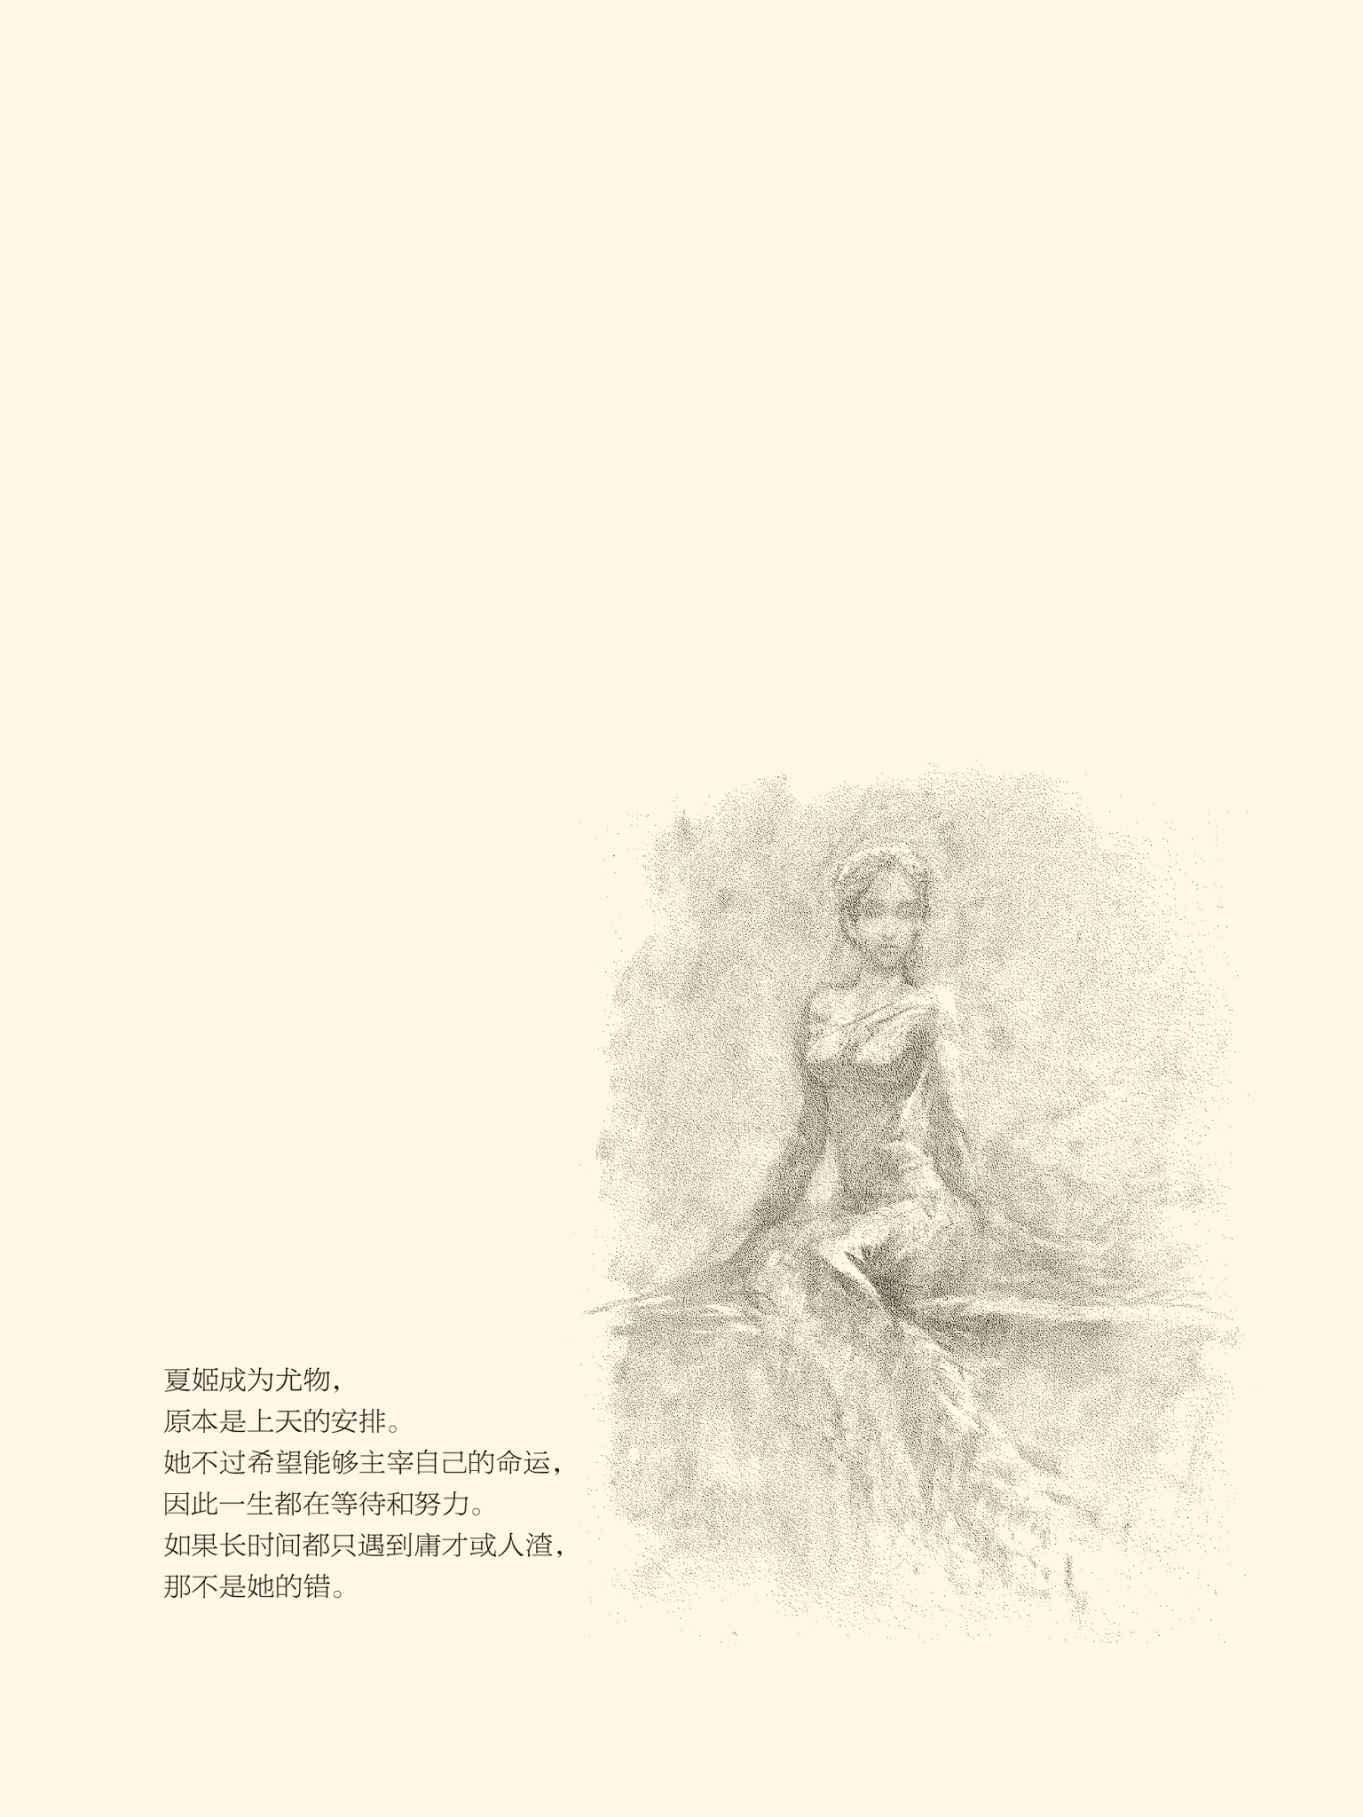 夏姬成为尤物，
原本是上天的安排。
她不过希望能够主宰自己的命运，
因此一生都在等待和努力。
如果长时间都只遇到庸才或人渣，
那不是她的错。